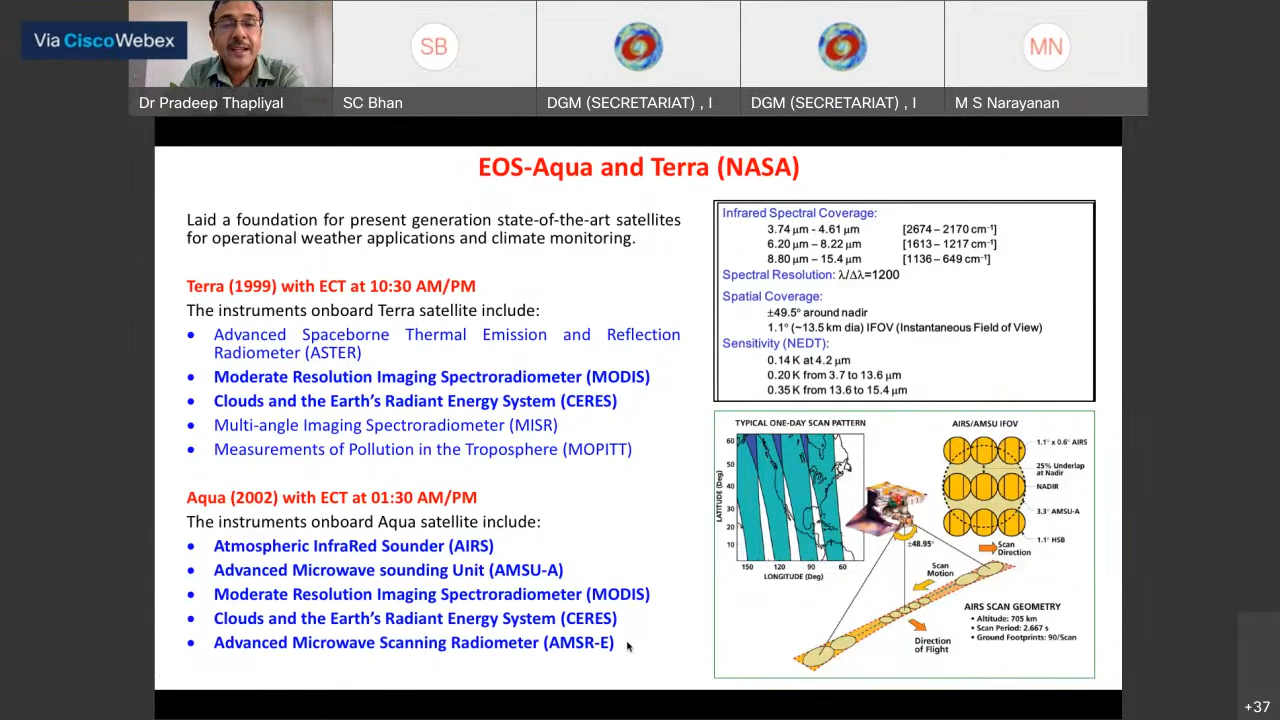 Via Cisco Webex
SB
MN
Dr Pradeep Thapliyal
SC Bhan
DGM (SECRETARIAT) , I
DGM (SECRETARIAT) , I
M S Narayanan
EOS-Aqua and Terra (NASA)
Laid a foundation for present generation state-of-the-art satellites
for operational weather applications and climate monitoring.
Terra (1999) with ECT at 10:30 AM/PM
The instruments onboard Terra satellite include:
• Advanced Spaceborne Thermal Emission and Reflection
Radiometer (ASTER)
• Moderate Resolution Imaging Spectroradiometer (MODIS)
• Clouds and the Earth's Radiant Energy System (CERES)
• Multi-angle Imaging Spectroradiometer (MISR)
• Measurements of Pollution in the Troposphere (MOPITT)
Aqua (2002) with ECT at 01:30 AM/PM
The instruments onboard Aqua satellite include:
• Atmospheric InfraRed Sounder (AIRS)
• Advanced Microwave sounding Unit (AMSU-A)
• Moderate Resolution Imaging Spectroradiometer (MODIS)
• Clouds and the Earth's Radiant Energy System (CERES)
• Advanced Microwave Scanning Radiometer (AMSR-E)
Infrared Spectral Coverage:
3.74 μm - 4.61 μm [2674 – 2170 cm⁻¹]
6.20 μm – 8.22 μm [1613 – 1217 cm⁻¹]
8.80 μm – 15.4 μm [1136 – 649 cm⁻¹]
Spectral Resolution: λ/Δλ=1200
Spatial Coverage:
±49.5° around nadir
1.1° (~13.5 km dia) IFOV (Instantaneous Field of View)
Sensitivity (NEDT):
0.14 K at 4.2 μm
0.20 K from 3.7 to 13.6 μm
0.35 K from 13.6 to 15.4 μm
TYPICAL ONE-DAY SCAN PATTERN
LATITUDE (Deg)
60
50
40
30
20
10
150 120 90 60
LONGITUDE (Deg)
AIRS/AMSU IFOV
1.1° x 0.6° AIRS
25% Underlap
at Nadir
NADIR
3.3° AMSU-A
1.1° HSB
Scan
Direction
±48.95°
Scan
Motion
Direction
of Flight
AIRS SCAN GEOMETRY
• Altitude: 705 km
• Scan Period: 2.667 s
• Ground Footprints: 90/Scan
+37